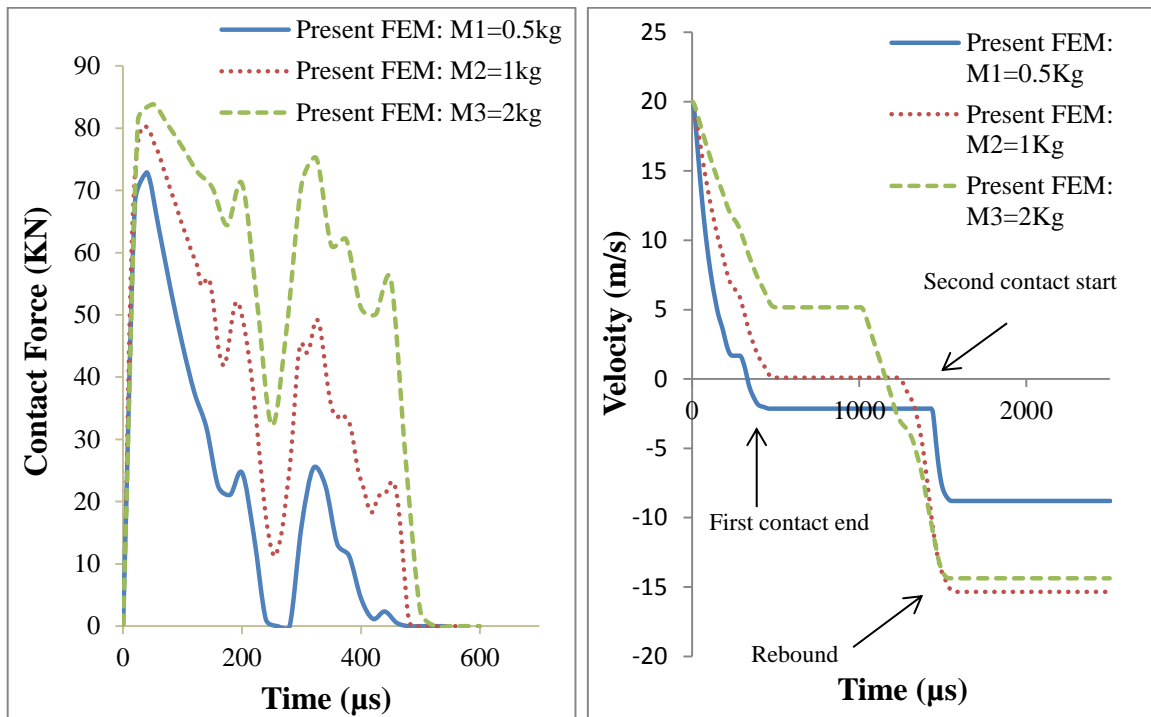 Present FEM: M1=0.5kg
Present FEM: M2=1kg
Present FEM: M3=2kg
90
80
70
60
50
40
30
20
10
0
Contact Force (KN)
0 200 400 600
Time (µs)
Present FEM:
M1=0.5Kg
Present FEM:
M2=1Kg
Present FEM:
M3=2Kg
25
20
15
10
5
0
-5
-10
-15
-20
Velocity (m/s)
0 1000 2000
Second contact start
First contact end
Rebound
Time (µs)